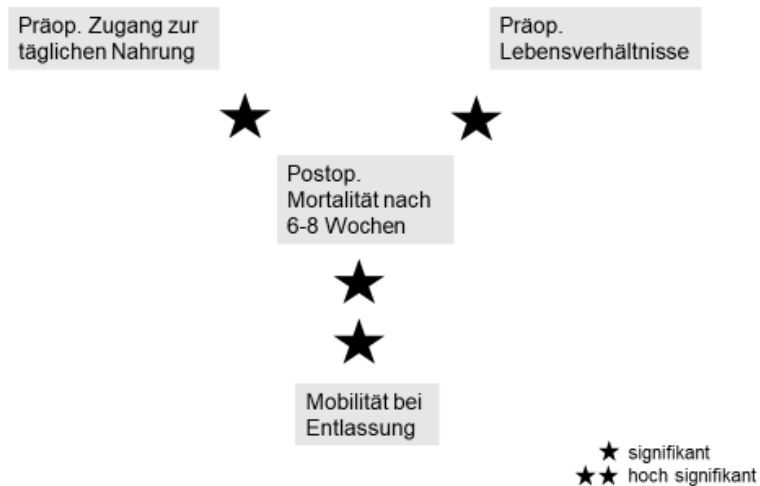 Präop. Zugang zur
täglichen Nahrung
Präop.
Lebensverhältnisse
Postop.
Mortalität nach
6-8 Wochen
Mobilität bei
Entlassung
signifikant
hoch signifikant